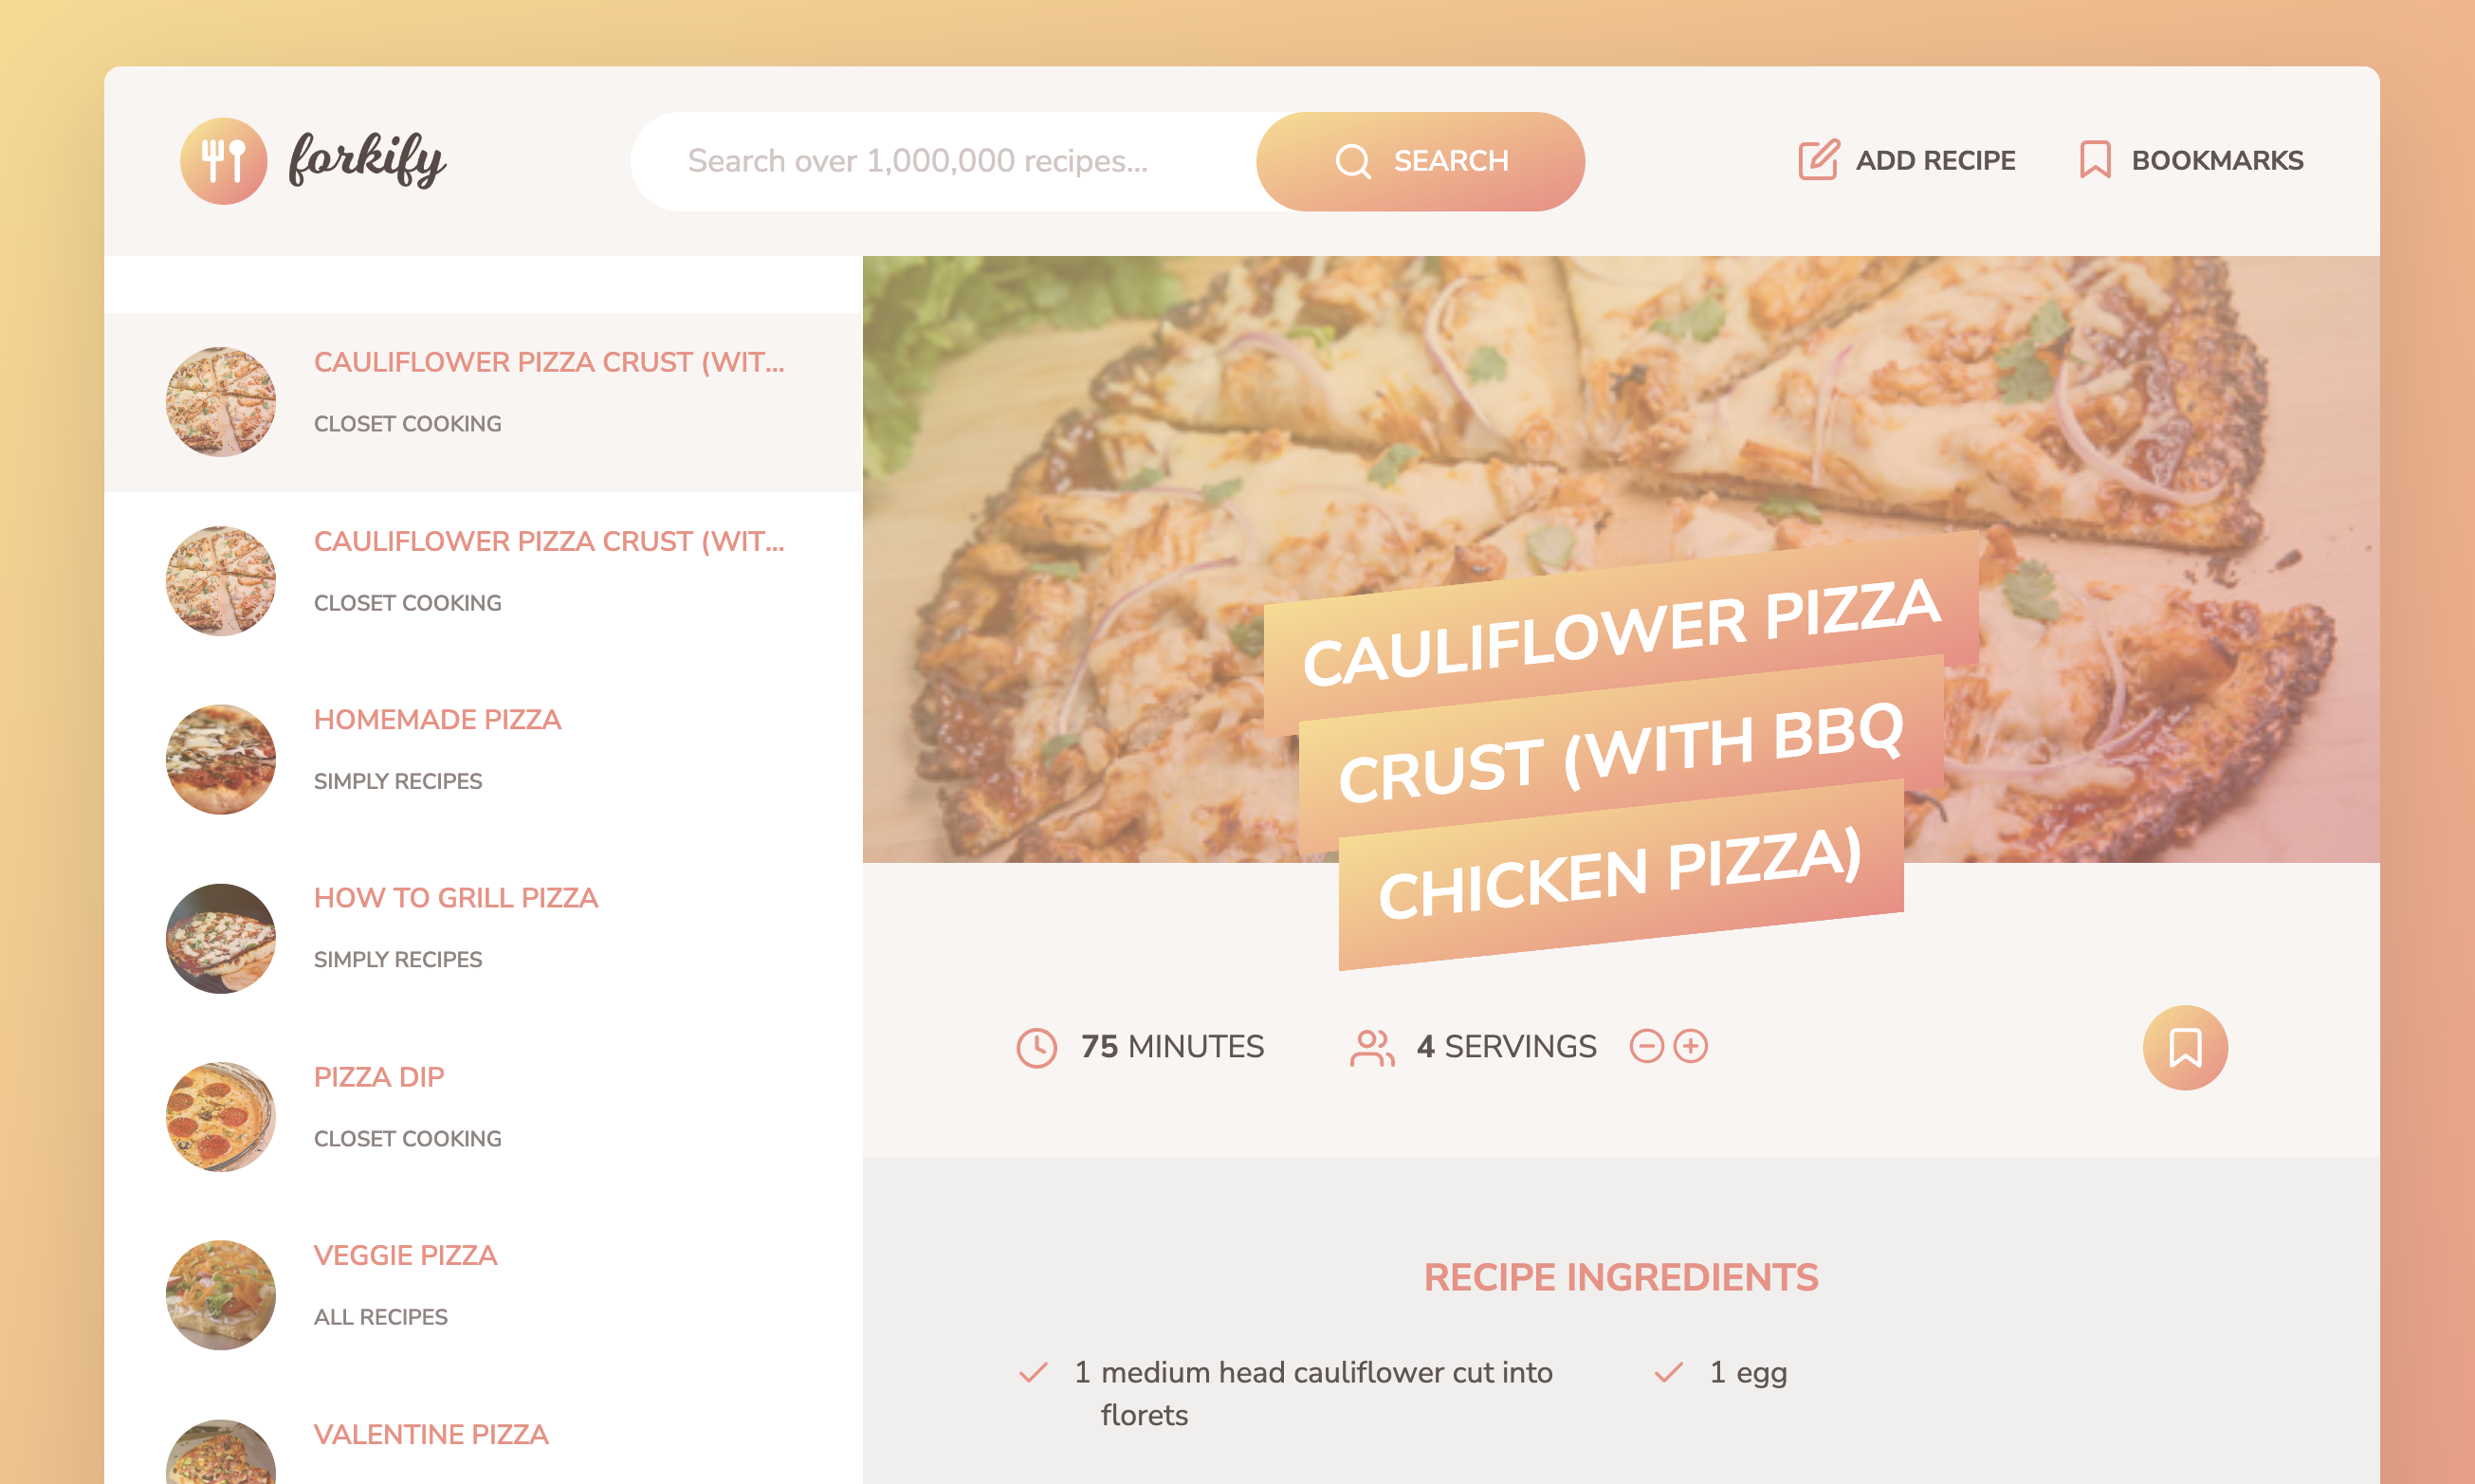 forkify
Search over 1,000,000 recipes...
SEARCH
ADD RECIPE
BOOKMARKS
CAULIFLOWER PIZZA CRUST (WIT...
CLOSET COOKING
CAULIFLOWER PIZZA CRUST (WIT...
CLOSET COOKING
HOMEMADE PIZZA
SIMPLY RECIPES
HOW TO GRILL PIZZA
SIMPLY RECIPES
PIZZA DIP
CLOSET COOKING
VEGGIE PIZZA
ALL RECIPES
VALENTINE PIZZA
CAULIFLOWER PIZZA
CRUST (WITH BBQ
CHICKEN PIZZA)
75 MINUTES
4 SERVINGS
RECIPE INGREDIENTS
1 medium head cauliflower cut into
florets
1 egg